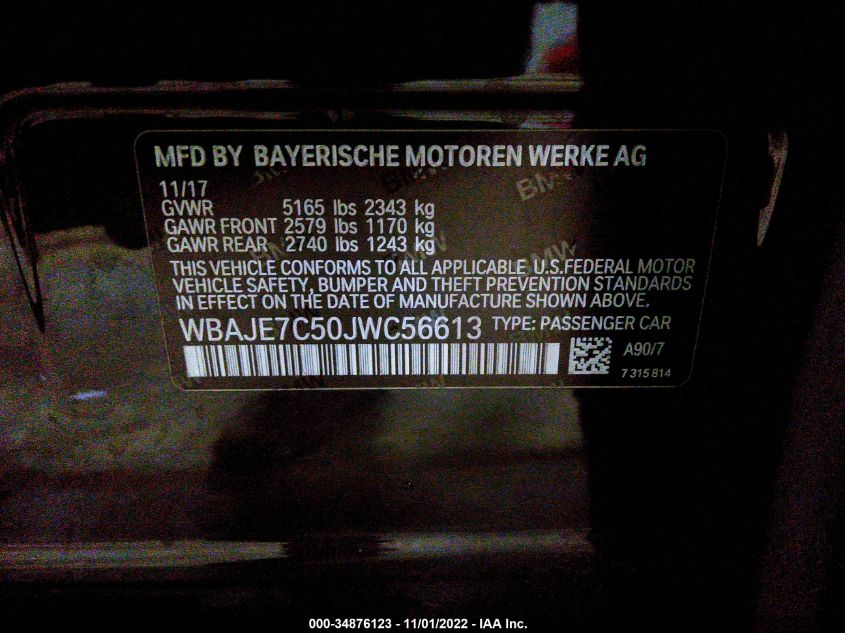 MFD BY BAYERISCHE MOTOREN WERKE AG
11/17
GVWR 5165 lbs 2343 kg
GAWR FRONT 2579 lbs 1170 kg
GAWR REAR 2740 lbs 1243 kg
THIS VEHICLE CONFORMS TO ALL APPLICABLE U.S.FEDERAL MOTOR
VEHICLE SAFETY, BUMPER AND THEFT PREVENTION STANDARDS
IN EFFECT ON THE DATE OF MANUFACTURE SHOWN ABOVE.
WBAJE7C50JWC56613 TYPE: PASSENGER CAR
A90/7
7 315 814
000-34876123 - 11/01/2022 - IAA Inc.